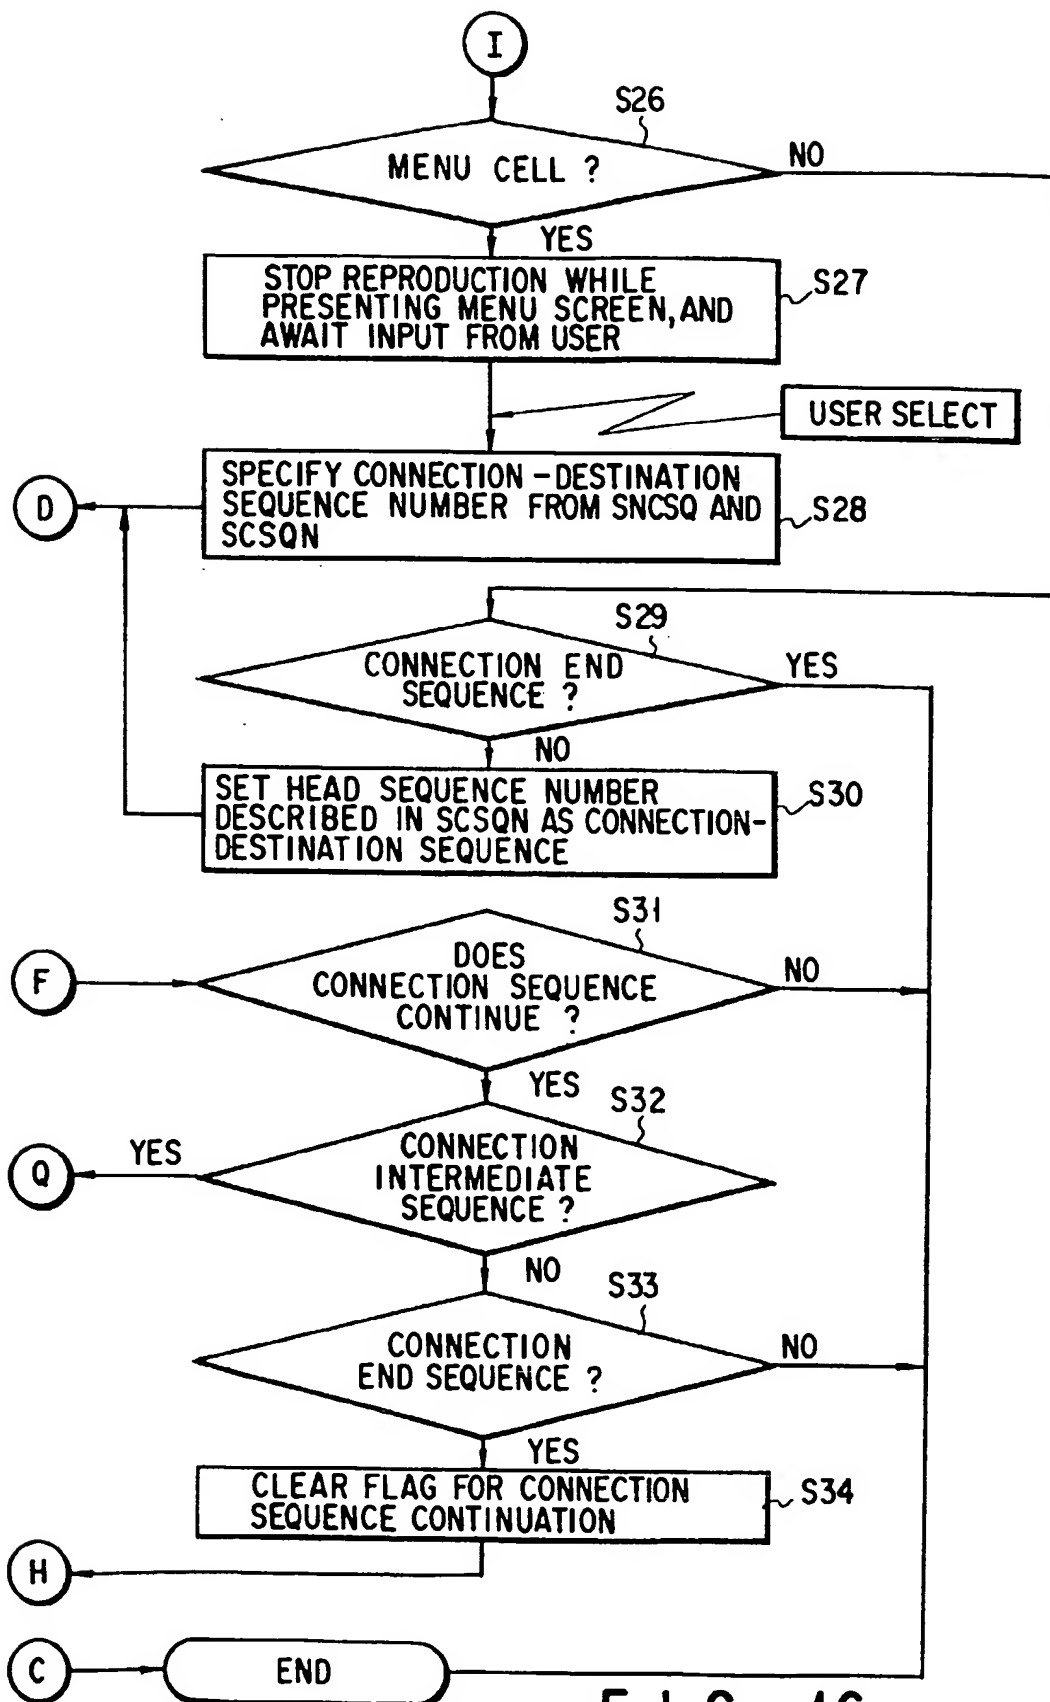 I
S26
MENU CELL ?
NO
YES
STOP REPRODUCTION WHILE
PRESENTING MENU SCREEN, AND
AWAIT INPUT FROM USER
S27
USER SELECT
SPECIFY CONNECTION-DESTINATION
SEQUENCE NUMBER FROM SNCSQ AND
SCSQN
S28
D
S29
CONNECTION END
SEQUENCE ?
YES
NO
SET HEAD SEQUENCE NUMBER
DESCRIBED IN SCSQN AS CONNECTION-
DESTINATION SEQUENCE
S30
S31
F
DOES
CONNECTION SEQUENCE
CONTINUE ?
NO
YES
S32
Q
YES
CONNECTION
INTERMEDIATE
SEQUENCE ?
NO
S33
CONNECTION
END SEQUENCE ?
NO
YES
CLEAR FLAG FOR CONNECTION
SEQUENCE CONTINUATION
S34
H
C
END